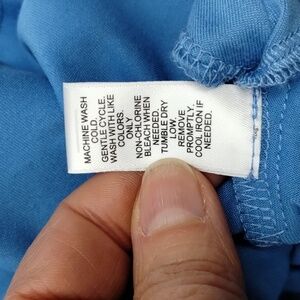 MACHINE WASH
COLD.
GENTLE CYCLE.
WASH WITH LIKE
COLORS.
ONLY
NON-CHLORINE
BLEACH WHEN
NEEDED.
TUMBLE DRY
LOW.
REMOVE
PROMPTLY.
COOL IRON IF
NEEDED.